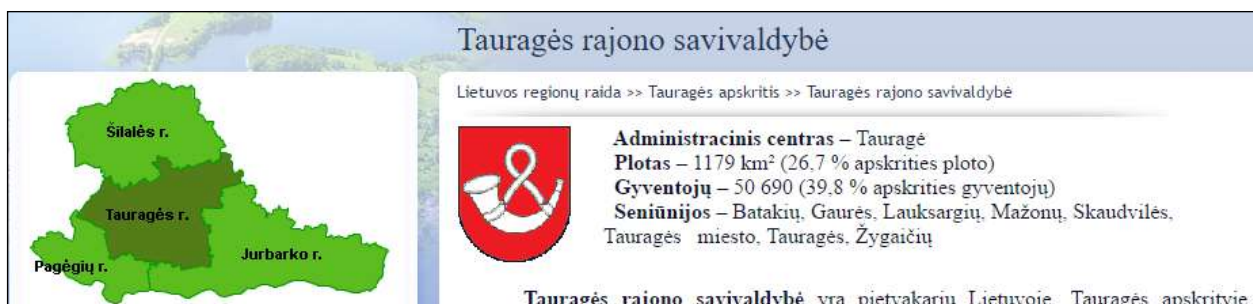 Tauragės rajono savivaldybė
Lietuvos regionų raida >> Tauragės apskritis >> Tauragės rajono savivaldybė
Šilalės r.
Tauragės r.
Pagėgių r.
Jurbarko r.
Administracinis centras – Tauragė
Plotas – 1179 km² (26,7 % apskrities ploto)
Gyventojų – 50 690 (39,8 % apskrities gyventojų)
Seniūnijos – Batakių, Gaurės, Lauksargių, Mažonų, Skaudvilės,
Tauragės miesto, Tauragės, Žygaičių
Tauragės rajono savivaldybė yra pietvakarių Lietuvoje, Tauragės apskrityje